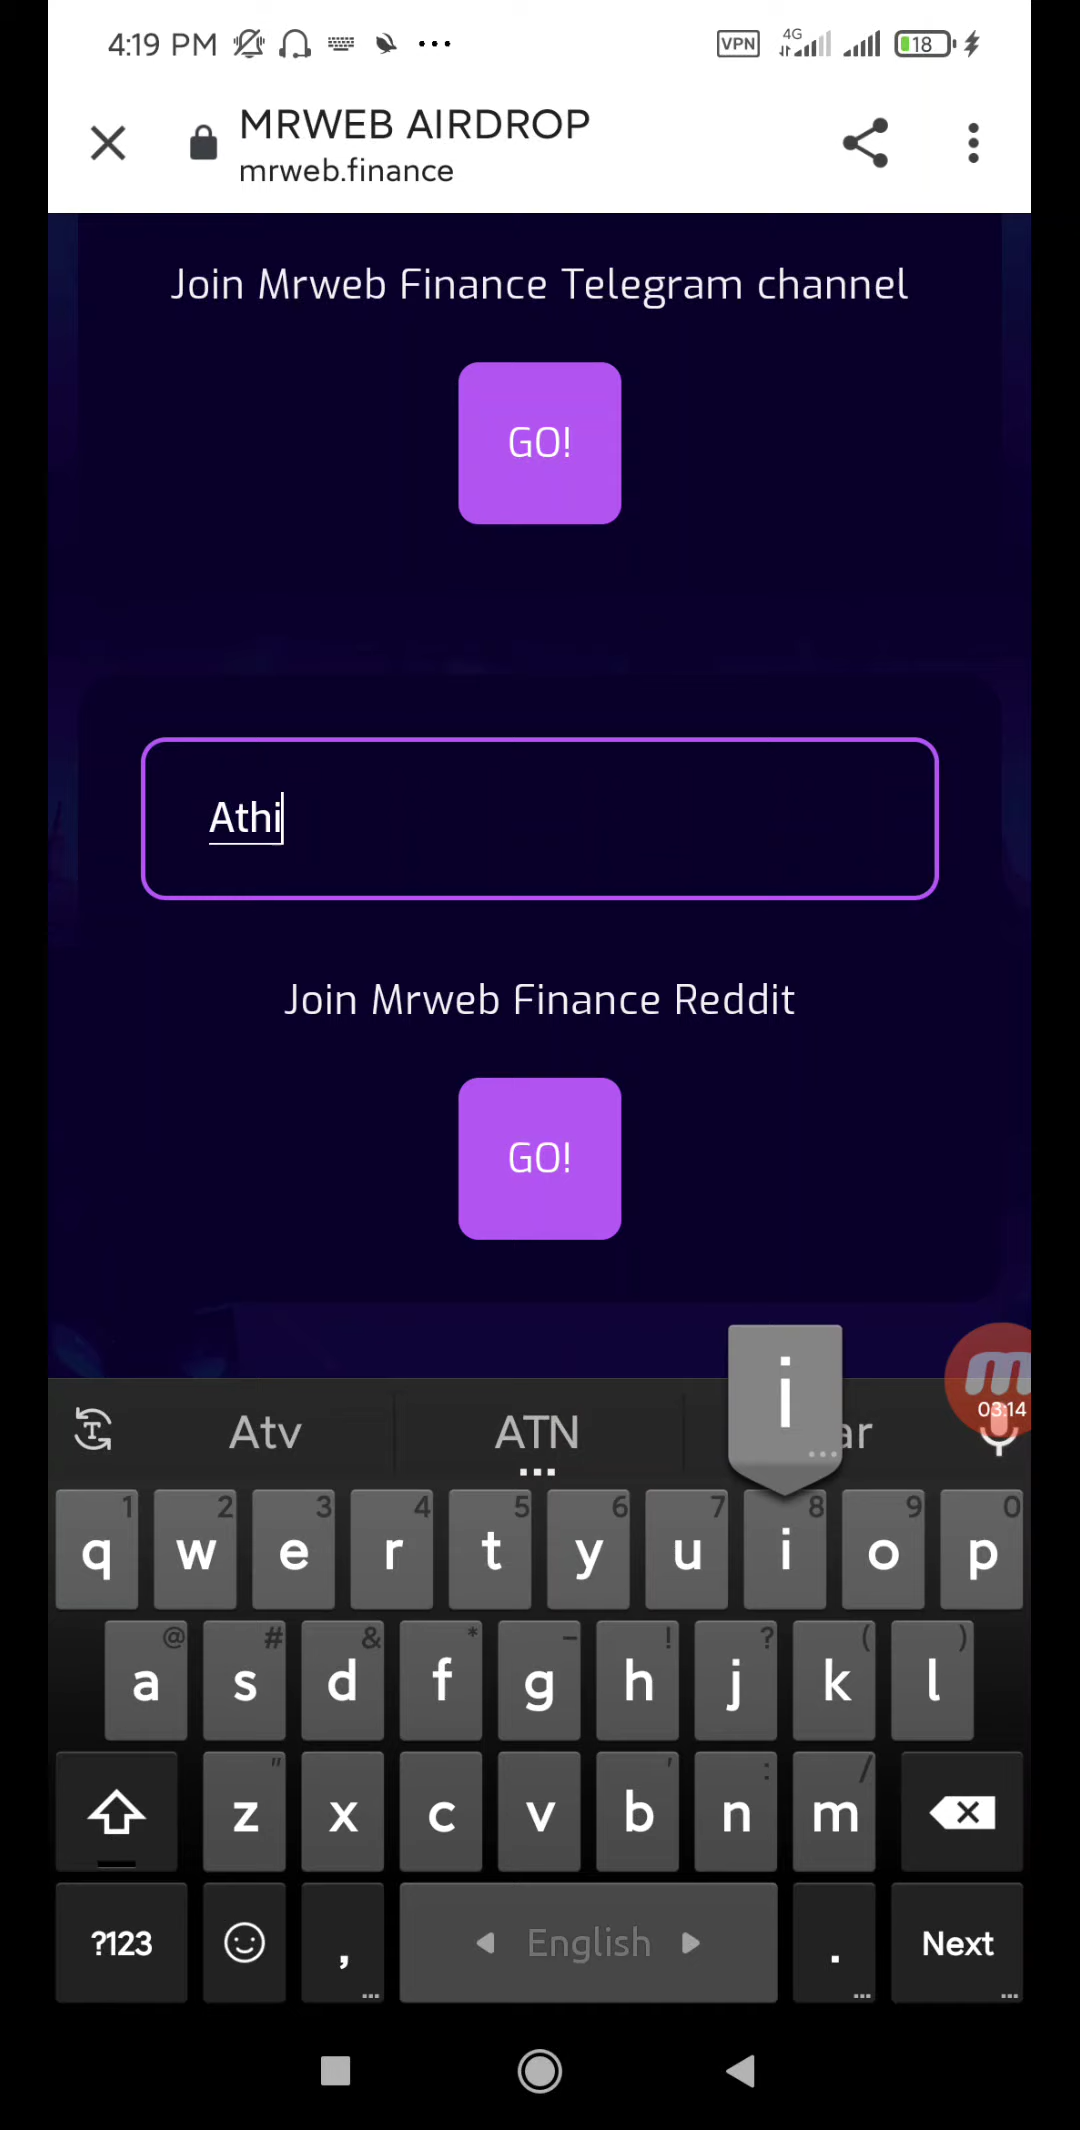 4:19 PM
VPN 4G 18
MRWEB AIRDROP
mrweb.finance
Join Mrweb Finance Telegram channel
GO!
Athi
Join Mrweb Finance Reddit
GO!
i
03:14
Atv ATN
1 2 3 4 5 6 7 8 9 0
q w e r t y u i o p
@ # & * - ! ? ( )
a s d f g h j k l
" ' : /
z x c v b n m
?123 , English . Next